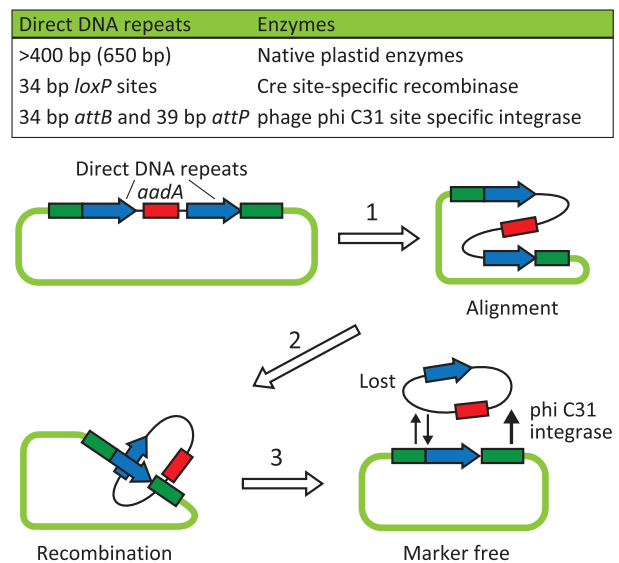 Direct DNA repeats Enzymes
>400 bp (650 bp) Native plastid enzymes
34 bp loxP sites Cre site-specific recombinase
34 bp attB and 39 bp attP phage phi C31 site specific integrase
Direct DNA repeats
aadA
1
Alignment
2
Lost
phi C31
integrase
3
Recombination
Marker free